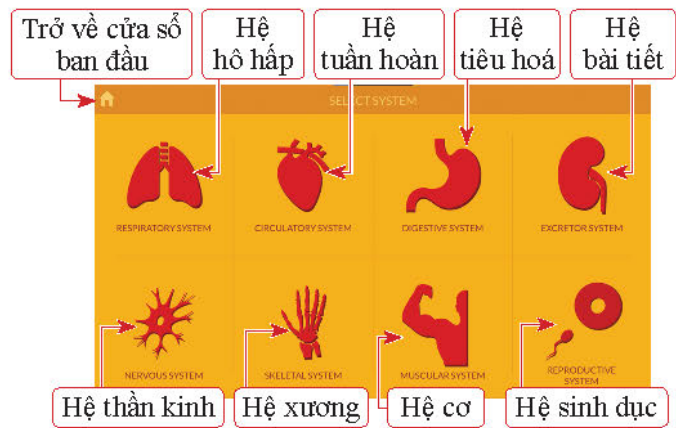 Trở về cửa sổ
ban đầu
Hệ
hô hấp
Hệ
tuần hoàn
Hệ
tiêu hoá
Hệ
bài tiết
SELECT SYSTEM
RESPIRATORY SYSTEM
CIRCULATORY SYSTEM
DIGESTIVE SYSTEM
EXCRETOR SYSTEM
NERVOUS SYSTEM
SKELETAL SYSTEM
MUSCULAR SYSTEM
REPRODUCTIVE
SYSTEM
Hệ thần kinh
Hệ xương
Hệ cơ
Hệ sinh dục